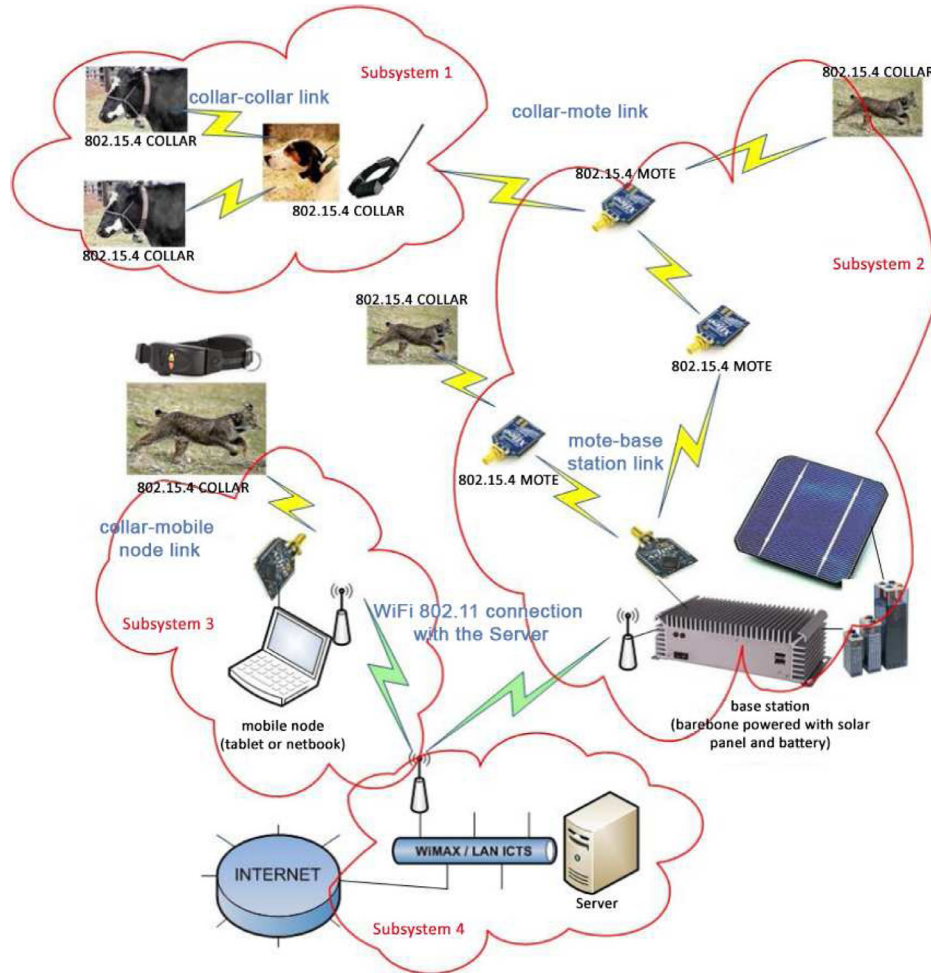 Subsystem 1
collar-collar link
802.15.4 COLLAR
802.15.4 COLLAR
802.15.4 COLLAR
collar-mote link
802.15.4 COLLAR
802.15.4 MOTE
Subsystem 2
802.15.4 COLLAR
802.15.4 MOTE
802.15.4 MOTE
mote-base
station link
802.15.4 COLLAR
collar-mobile
node link
Subsystem 3
WiFi 802.11 connection
with the Server
mobile node
(tablet or netbook)
base station
(barebone powered with solar
panel and battery)
WiMAX / LAN ICTS
INTERNET
Server
Subsystem 4